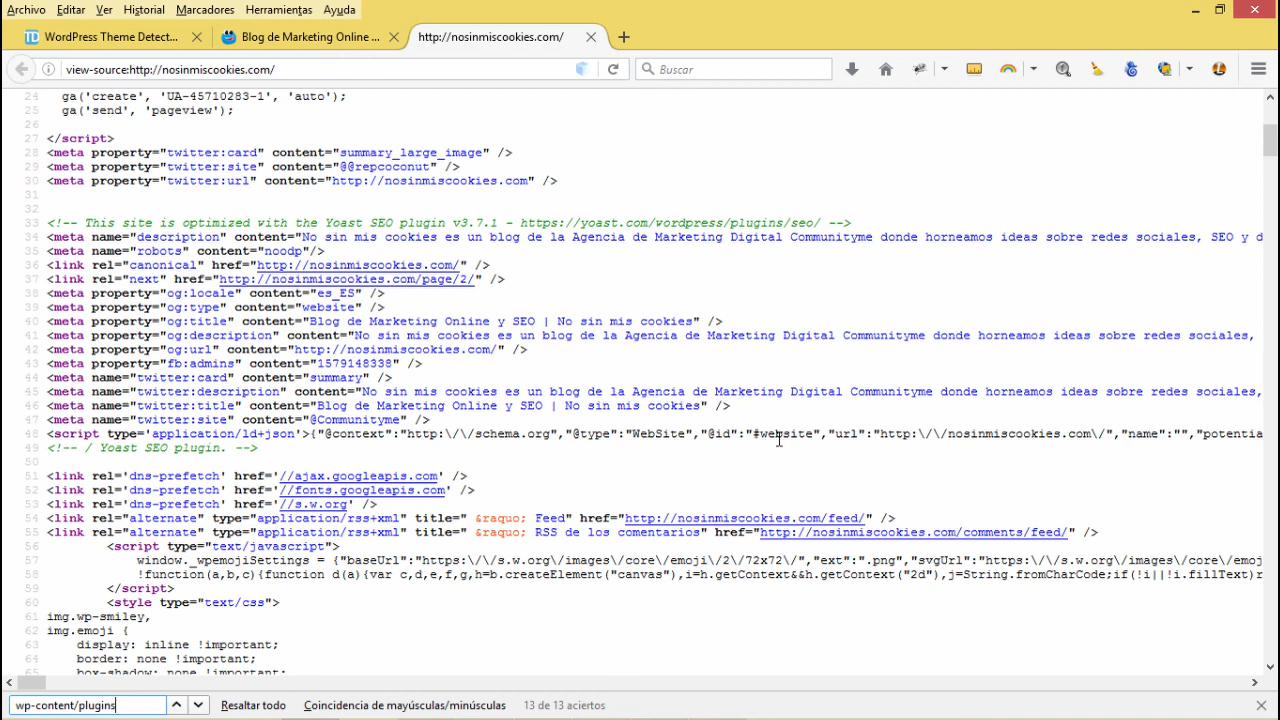 Archivo Editar Ver Historial Marcadores Herramientas Ayuda
WordPress Theme Detect... Blog de Marketing Online ... http://nosinmiscookies.com/
view-source:http://nosinmiscookies.com/ Buscar
24 ga('create', 'UA-45710283-1', 'auto');
25 ga('send', 'pageview');
26
27 </script>
28 <meta property="twitter:card" content="summary_large_image" />
29 <meta property="twitter:site" content="@@repcoconut" />
30 <meta property="twitter:url" content="http://nosinmiscookies.com" />
31
32
33 <!-- This site is optimized with the Yoast SEO plugin v3.7.1 - https://yoast.com/wordpress/plugins/seo/ -->
34 <meta name="description" content="No sin mis cookies es un blog de la Agencia de Marketing Digital Communityme donde horneamos ideas sobre redes sociales, SEO y d
35 <meta name="robots" content="noodp"/>
36 <link rel="canonical" href="http://nosinmiscookies.com/" />
37 <link rel="next" href="http://nosinmiscookies.com/page/2/" />
38 <meta property="og:locale" content="es_ES" />
39 <meta property="og:type" content="website" />
40 <meta property="og:title" content="Blog de Marketing Online y SEO | No sin mis cookies" />
41 <meta property="og:description" content="No sin mis cookies es un blog de la Agencia de Marketing Digital Communityme donde horneamos ideas sobre redes sociales,
42 <meta property="og:url" content="http://nosinmiscookies.com/" />
43 <meta property="fb:admins" content="1579148338" />
44 <meta name="twitter:card" content="summary" />
45 <meta name="twitter:description" content="No sin mis cookies es un blog de la Agencia de Marketing Digital Communityme donde horneamos ideas sobre redes sociales,
46 <meta name="twitter:title" content="Blog de Marketing Online y SEO | No sin mis cookies" />
47 <meta name="twitter:site" content="@Communityme" />
48 <script type='application/ld+json'>{"@context":"http:\/\/schema.org","@type":"WebSite","@id":"#website","url":"http:\/\/nosinmiscookies.com\/","name":"","potentia
49 <!-- / Yoast SEO plugin. -->
50
51 <link rel='dns-prefetch' href='//ajax.googleapis.com' />
52 <link rel='dns-prefetch' href='//fonts.googleapis.com' />
53 <link rel='dns-prefetch' href='//s.w.org' />
54 <link rel="alternate" type="application/rss+xml" title=" &raquo; Feed" href="http://nosinmiscookies.com/feed/" />
55 <link rel="alternate" type="application/rss+xml" title=" &raquo; RSS de los comentarios" href="http://nosinmiscookies.com/comments/feed/" />
56 <script type="text/javascript">
57 window._wpemojiSettings = {"baseUrl":"https:\/\/s.w.org\/images\/core\/emoji\/2\/72x72\/","ext":".png","svgUrl":"https:\/\/s.w.org\/images\/core\/emoji
58 !function(a,b,c){function d(a){var c,d,e,f,g,h=b.createElement("canvas"),i=h.getContext&&h.getContext("2d"),j=String.fromCharCode;if(!i||!i.fillText)r
59 </script>
60 <style type="text/css">
61 img.wp-smiley,
62 img.emoji {
63 display: inline !important;
64 border: none !important;
65 box-shadow: none !important;
wp-content/plugins Resaltar todo Coincidencia de mayúsculas/minúsculas 13 de 13 aciertos